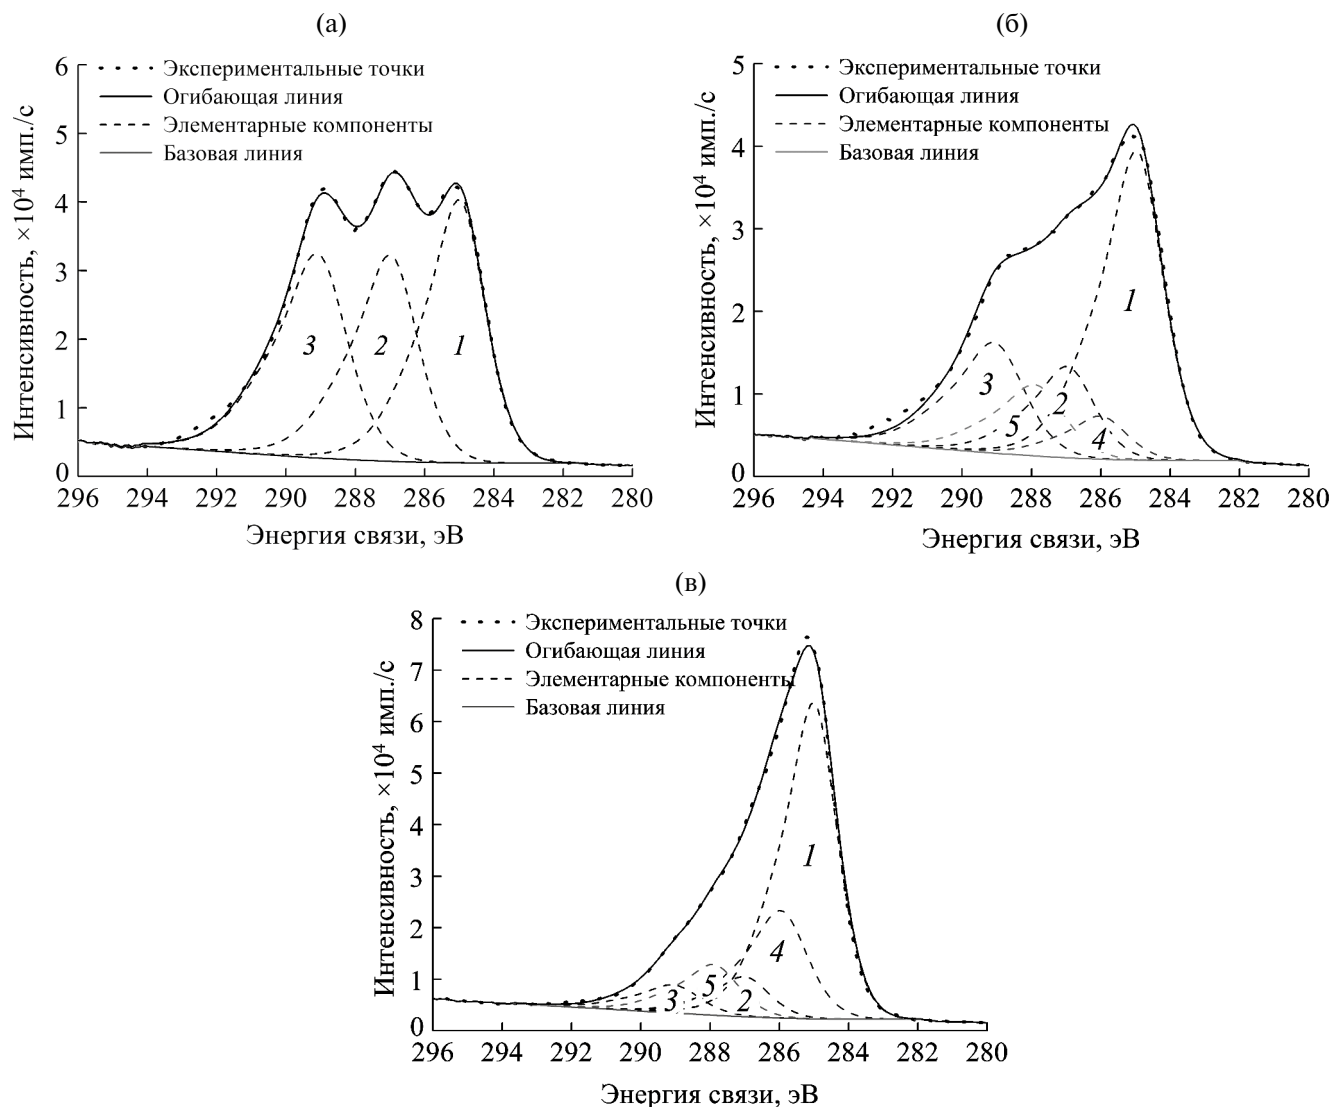 (а)
6
5
4
3
2
1
0
Интенсивность, ×10⁴ имп./с
Экспериментальные точки
Огибающая линия
Элементарные компоненты
Базовая линия
3
2
1
296 294 292 290 288 286 284 282 280
Энергия связи, эВ
(б)
5
4
3
2
1
0
Интенсивность, ×10⁴ имп./с
Экспериментальные точки
Огибающая линия
Элементарные компоненты
Базовая линия
1
3
2
5
4
296 294 292 290 288 286 284 282 280
Энергия связи, эВ
(в)
8
7
6
5
4
3
2
1
0
Интенсивность, ×10⁴ имп./с
Экспериментальные точки
Огибающая линия
Элементарные компоненты
Базовая линия
1
4
5
3
2
296 294 292 290 288 286 284 282 280
Энергия связи, эВ